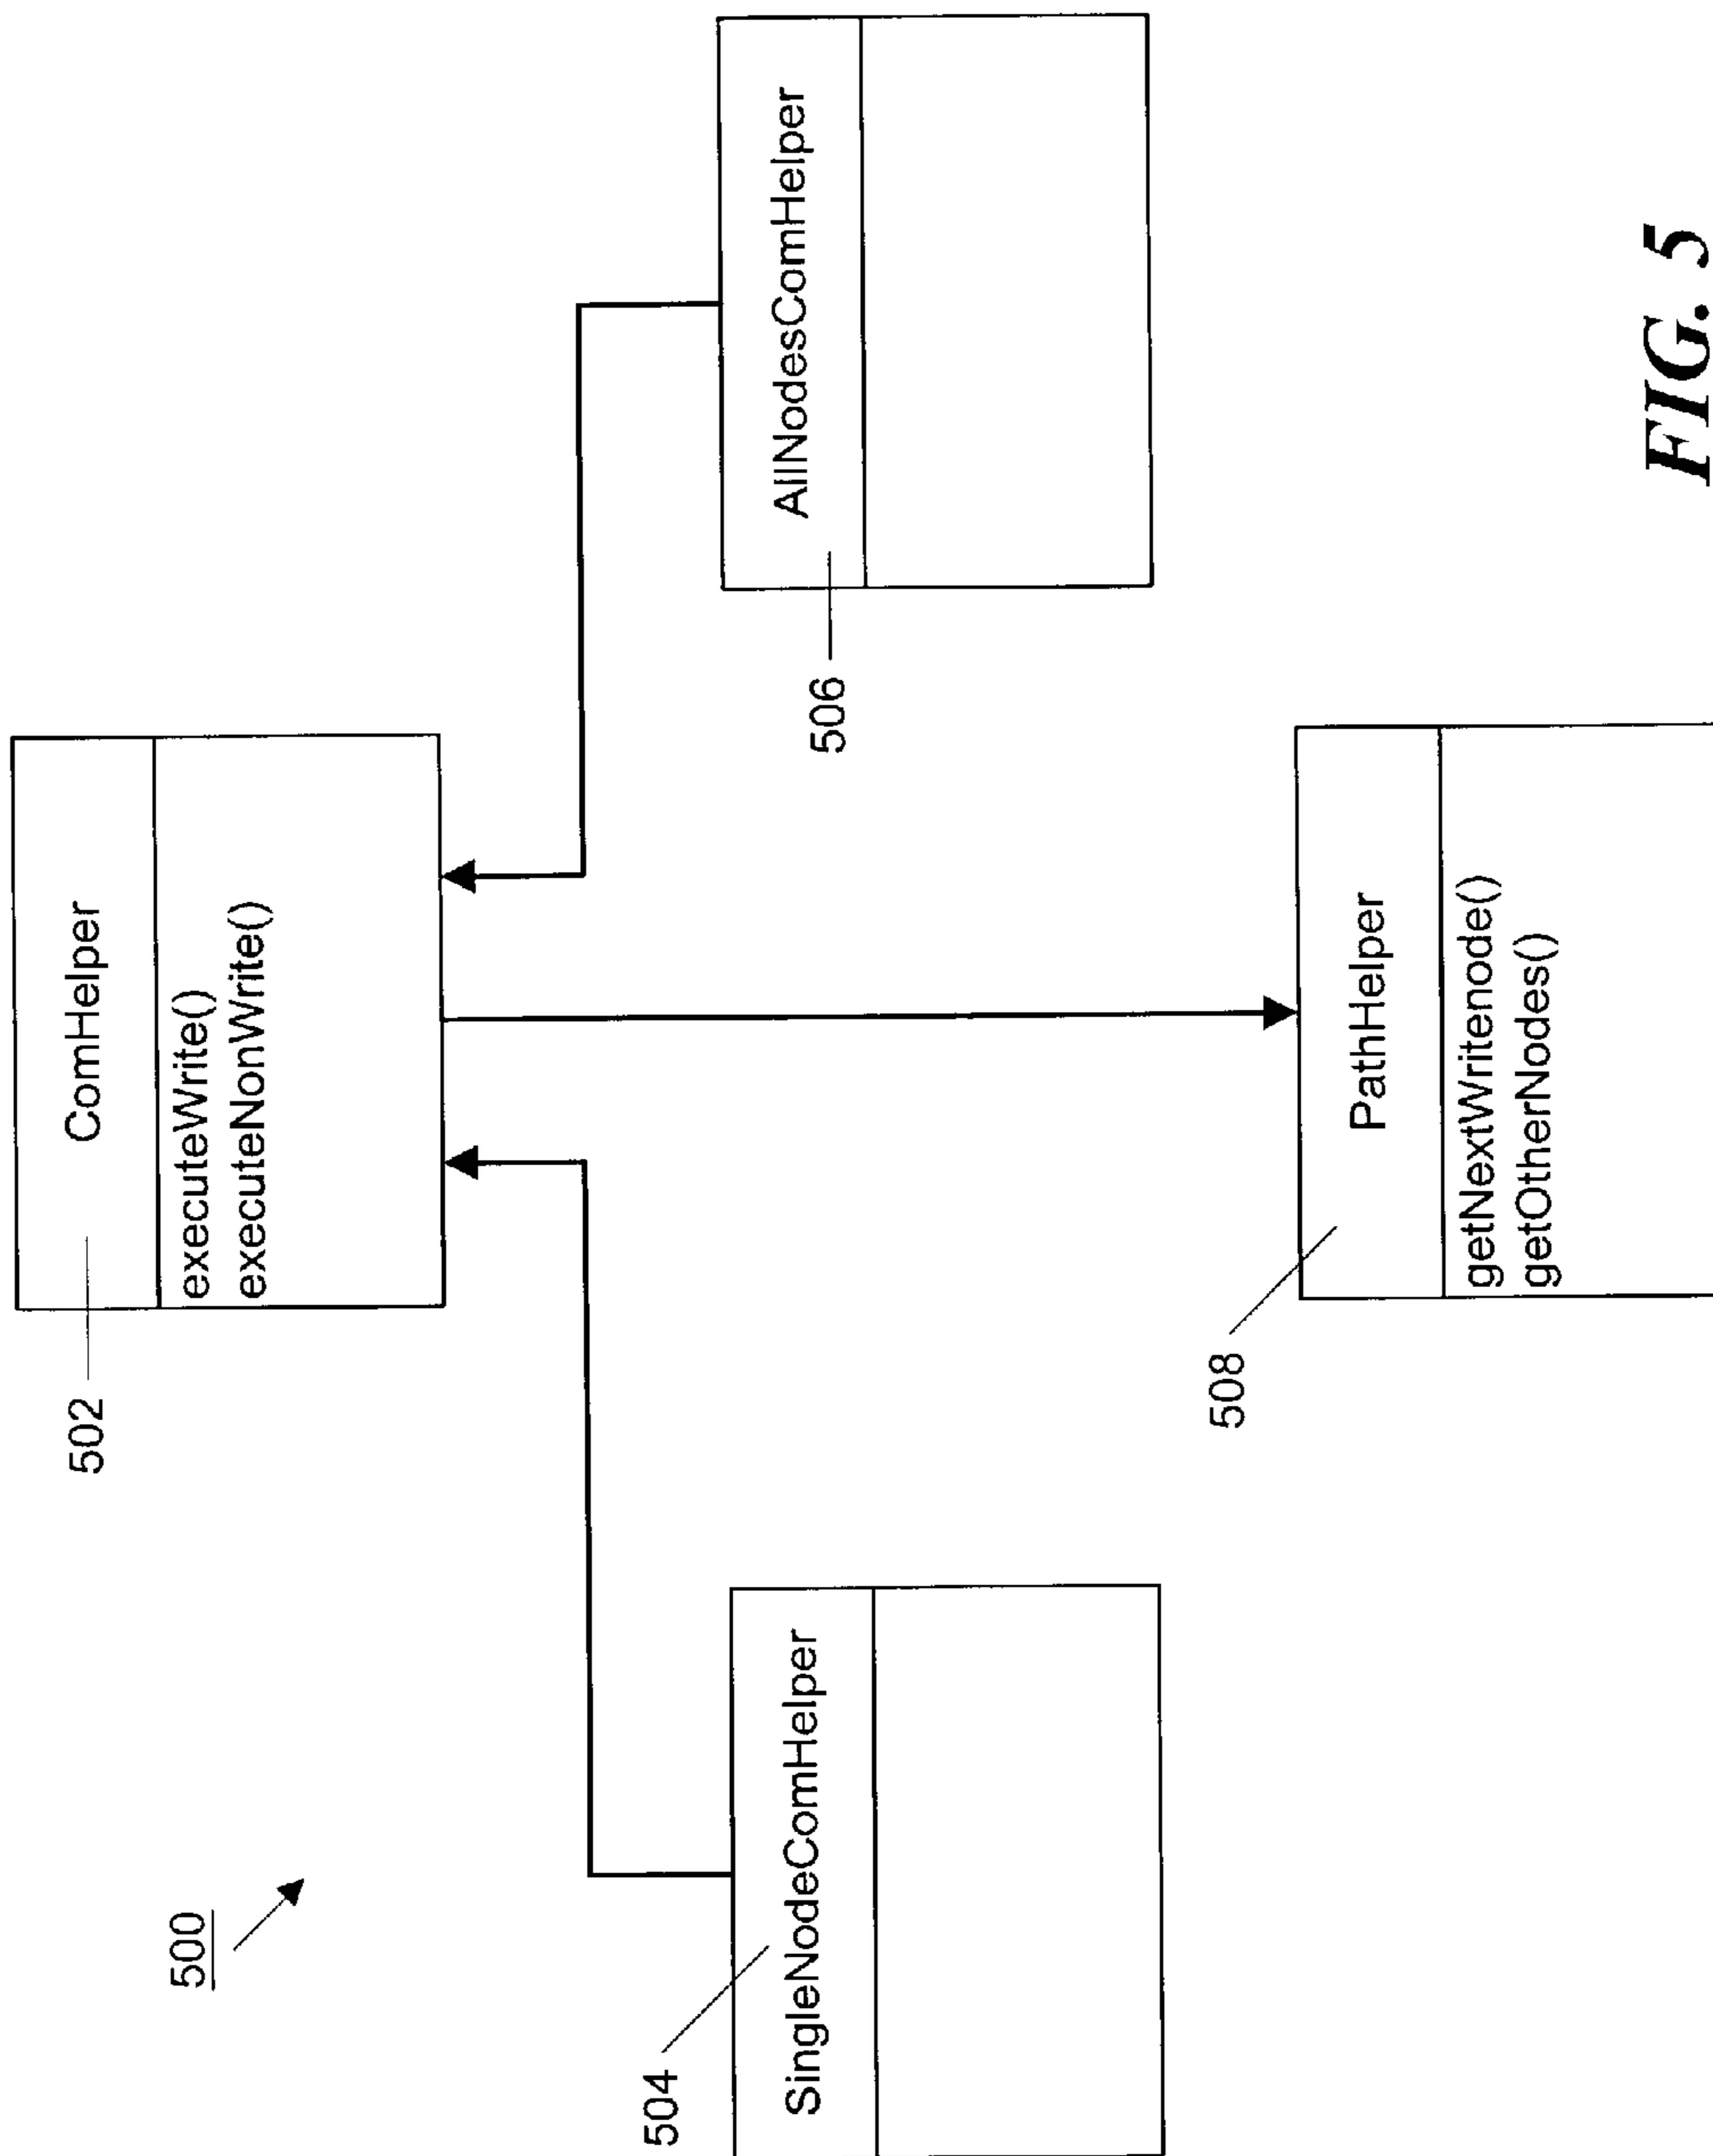 500
502
ComHelper
executeWrite()
executeNonWrite()
504
SingleNodeComHelper
506
AllNodesComHelper
508
PathHelper
getNextWritenode()
getOtherNodes()
FIG. 5